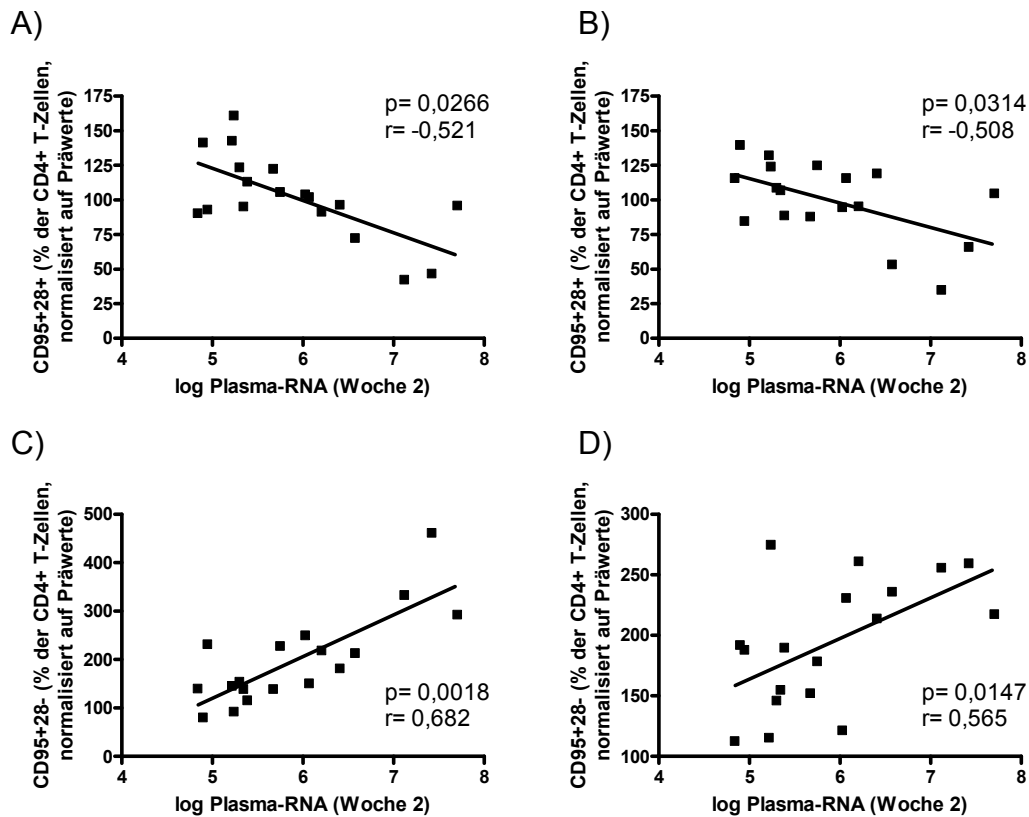 A)
CD95+28+ (% der CD4+ T-Zellen,
normalisiert auf Präwerte)
175
150
125
100
75
50
25
0
p= 0,0266
r= -0,521
4 5 6 7 8
log Plasma-RNA (Woche 2)
B)
CD95+28+ (% der CD4+ T-Zellen,
normalisiert auf Präwerte)
175
150
125
100
75
50
25
0
p= 0,0314
r= -0,508
4 5 6 7 8
log Plasma-RNA (Woche 2)
C)
CD95+28- (% der CD4+ T-Zellen,
normalisiert auf Präwerte)
500
400
300
200
100
0
p= 0,0018
r= 0,682
4 5 6 7 8
log Plasma-RNA (Woche 2)
D)
CD95+28- (% der CD4+ T-Zellen,
normalisiert auf Präwerte)
300
250
200
150
100
p= 0,0147
r= 0,565
4 5 6 7 8
log Plasma-RNA (Woche 2)